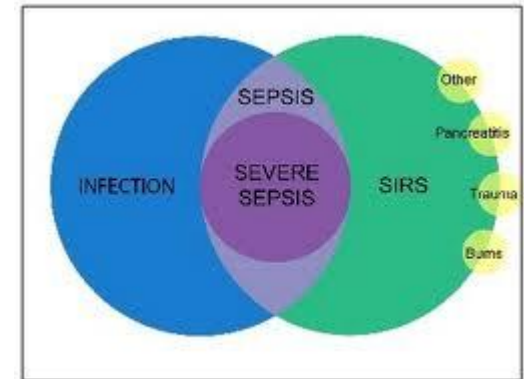 SEPSIS
INFECTION
SEVERE
SEPSIS
SIRS
Other
Pancreatitis
Trauma
Burns